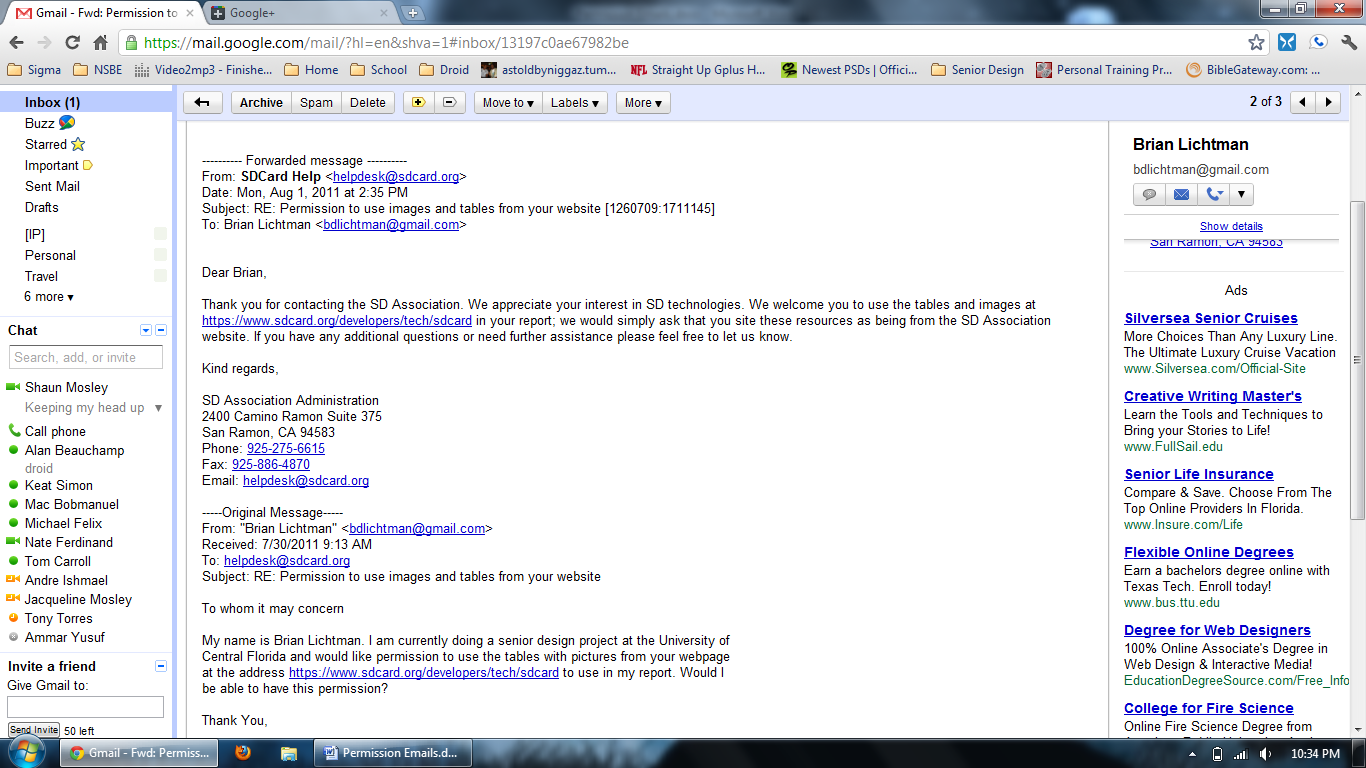 Gmail - Fwd: Permission to
Google+
https://mail.google.com/mail/?hl=en&shva=1#inbox/13197c0ae67982be
Sigma
NSBE
Video2mp3 - Finishe...
Home
School
Droid
astoldbyniggaz.tum...
Straight Up Gplus H...
Newest PSDs | Offici...
Senior Design
Personal Training Pr...
BibleGateway.com: ...
Inbox (1)
Buzz
Starred
Important
Sent Mail
Drafts
[IP]
Personal
Travel
6 more ▾
Chat
Search, add, or invite
Shaun Mosley
Keeping my head up
Call phone
Alan Beauchamp
droid
Keat Simon
Mac Bobmanuel
Michael Felix
Nate Ferdinand
Tom Carroll
Andre Ishmael
Jacqueline Mosley
Tony Torres
Ammar Yusuf
Invite a friend
Give Gmail to:
Send Invite 50 left
Archive
Spam
Delete
Move to ▾
Labels ▾
More ▾
2 of 3
---------- Forwarded message ----------
From: SDCard Help <helpdesk@sdcard.org>
Date: Mon, Aug 1, 2011 at 2:35 PM
Subject: RE: Permission to use images and tables from your website [1260709:1711145]
To: Brian Lichtman <bdlichtman@gmail.com>
Dear Brian,
Thank you for contacting the SD Association. We appreciate your interest in SD technologies. We welcome you to use the tables and images at
https://www.sdcard.org/developers/tech/sdcard in your report; we would simply ask that you site these resources as being from the SD Association
website. If you have any additional questions or need further assistance please feel free to let us know.
Kind regards,
SD Association Administration
2400 Camino Ramon Suite 375
San Ramon, CA 94583
Phone: 925-275-6615
Fax: 925-886-4870
Email: helpdesk@sdcard.org
-----Original Message-----
From: "Brian Lichtman" <bdlichtman@gmail.com>
Received: 7/30/2011 9:13 AM
To: helpdesk@sdcard.org
Subject: RE: Permission to use images and tables from your website
To whom it may concern
My name is Brian Lichtman. I am currently doing a senior design project at the University of
Central Florida and would like permission to use the tables with pictures from your webpage
at the address https://www.sdcard.org/developers/tech/sdcard to use in my report. Would I
be able to have this permission?
Thank You,
Brian Lichtman
bdlichtman@gmail.com
Show details
San Ramon, CA 94583
Ads
Silversea Senior Cruises
More Choices Than Any Luxury Line.
The Ultimate Luxury Cruise Vacation
www.Silversea.com/Official-Site
Creative Writing Master's
Learn the Tools and Techniques to
Bring your Stories to Life!
www.FullSail.edu
Senior Life Insurance
Compare & Save. Choose From The
Top Online Providers In Florida.
www.Insure.com/Life
Flexible Online Degrees
Earn a bachelors degree online with
Texas Tech. Enroll today!
www.bus.ttu.edu
Degree for Web Designers
100% Online Associate's Degree in
Web Design & Interactive Media!
EducationDegreeSource.com/Free_Info
College for Fire Science
Online Fire Science Degree from
Gmail - Fwd: Permiss...
Permission Emails.d...
10:34 PM